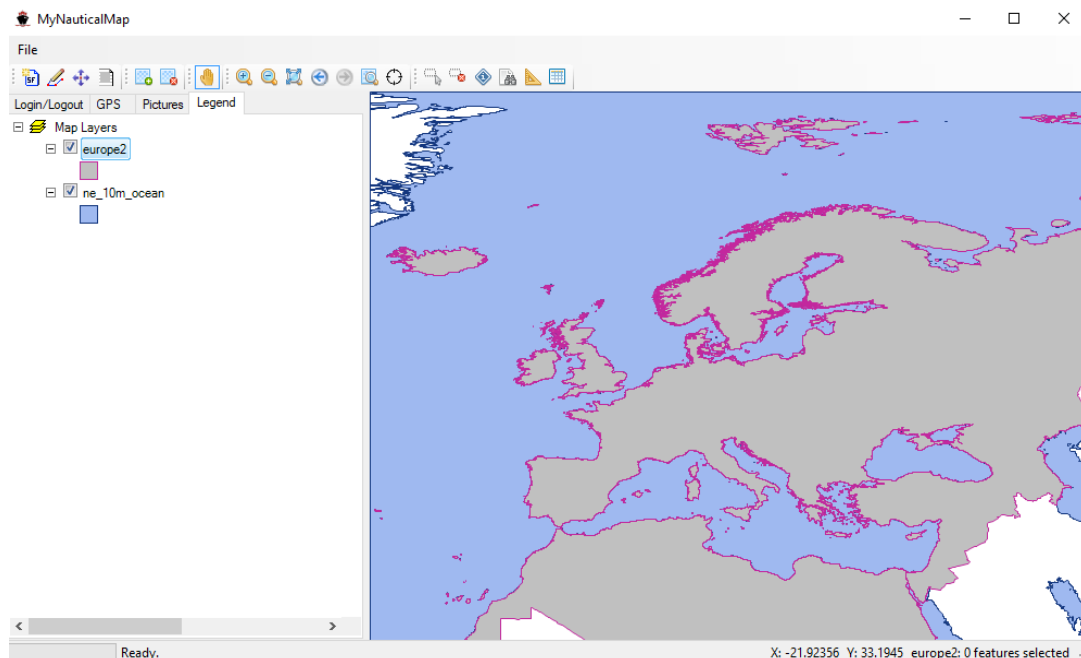 MyNauticalMap
File
SF
Login/Logout GPS Pictures Legend
Map Layers
europe2
ne_10m_ocean
Ready.
X: -21.92356 Y: 33.1945 europe2: 0 features selected